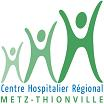 Centre Hospitalier Régional
METZ-THIONVILLE